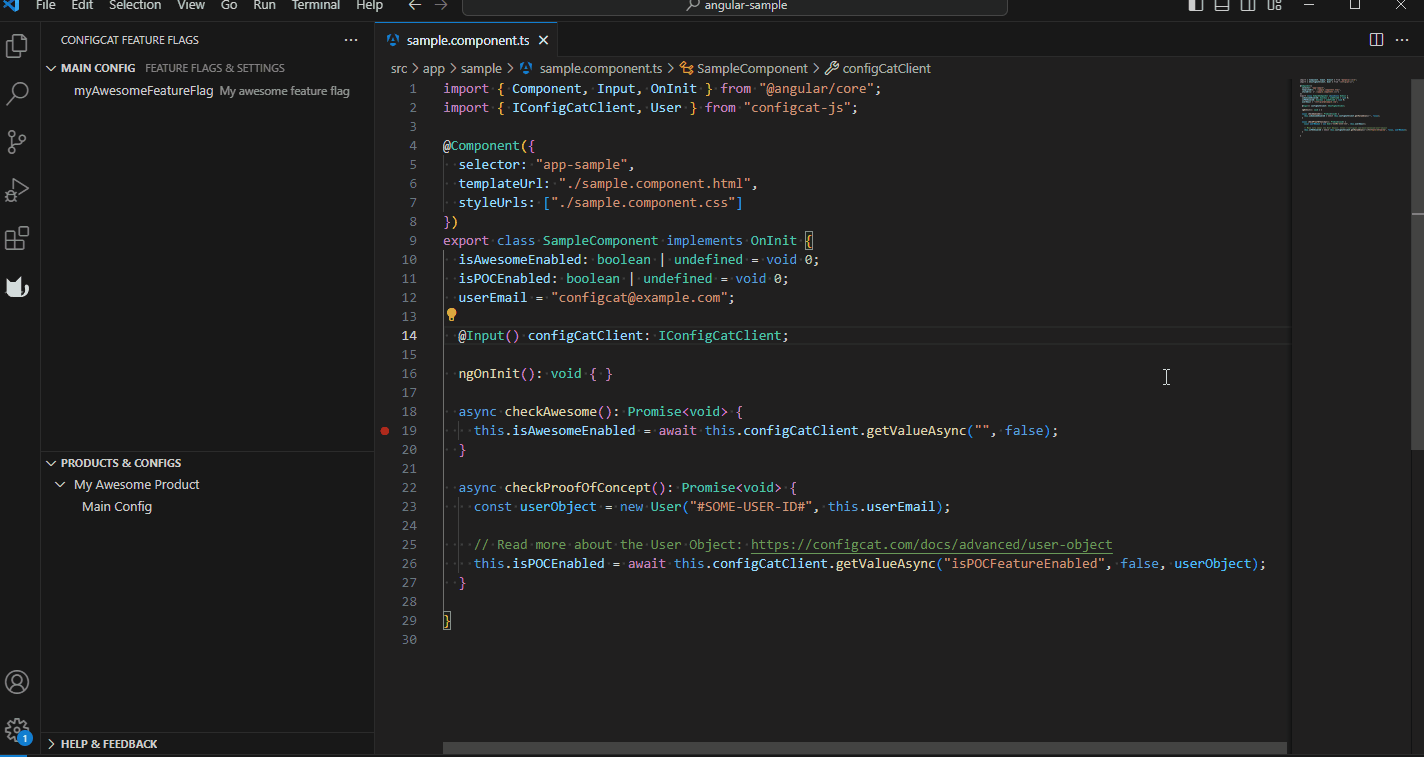 File Edit Selection View Go Run Terminal Help
angular-sample
CONFIGCAT FEATURE FLAGS
MAIN CONFIG FEATURE FLAGS & SETTINGS
myAwesomeFeatureFlag My awesome feature flag
PRODUCTS & CONFIGS
My Awesome Product
Main Config
HELP & FEEDBACK
1
sample.component.ts
src > app > sample > sample.component.ts > SampleComponent > configCatClient
1 import { Component, Input, OnInit } from "@angular/core";
2 import { IConfigCatClient, User } from "configcat-js";
3
4 @Component({
5 selector: "app-sample",
6 templateUrl: "./sample.component.html",
7 styleUrls: ["./sample.component.css"]
8 })
9 export class SampleComponent implements OnInit {
10 isAwesomeEnabled: boolean | undefined = void 0;
11 isPOCEnabled: boolean | undefined = void 0;
12 userEmail = "configcat@example.com";
13
14 @Input() configCatClient: IConfigCatClient;
15
16 ngOnInit(): void { }
17
18 async checkAwesome(): Promise<void> {
19 this.isAwesomeEnabled = await this.configCatClient.getValueAsync("", false);
20 }
21
22 async checkProofOfConcept(): Promise<void> {
23 const userObject = new User("#SOME-USER-ID#", this.userEmail);
24
25 // Read more about the User Object: https://configcat.com/docs/advanced/user-object
26 this.isPOCEnabled = await this.configCatClient.getValueAsync("isPOCFeatureEnabled", false, userObject);
27 }
28
29 }
30